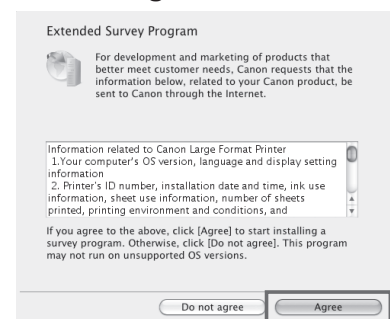 Extended Survey Program
For development and marketing of products that
better meet customer needs, Canon requests that the
information below, related to your Canon product, be
sent to Canon through the Internet.
Information related to Canon Large Format Printer
1.Your computer's OS version, language and display setting
information
2. Printer's ID number, installation date and time, ink use
information, sheet use information, number of sheets
printed, printing environment and conditions, and
If you agree to the above, click [Agree] to start installing a
survey program. Otherwise, click [Do not agree]. This program
may not run on unsupported OS versions.
Do not agree
Agree